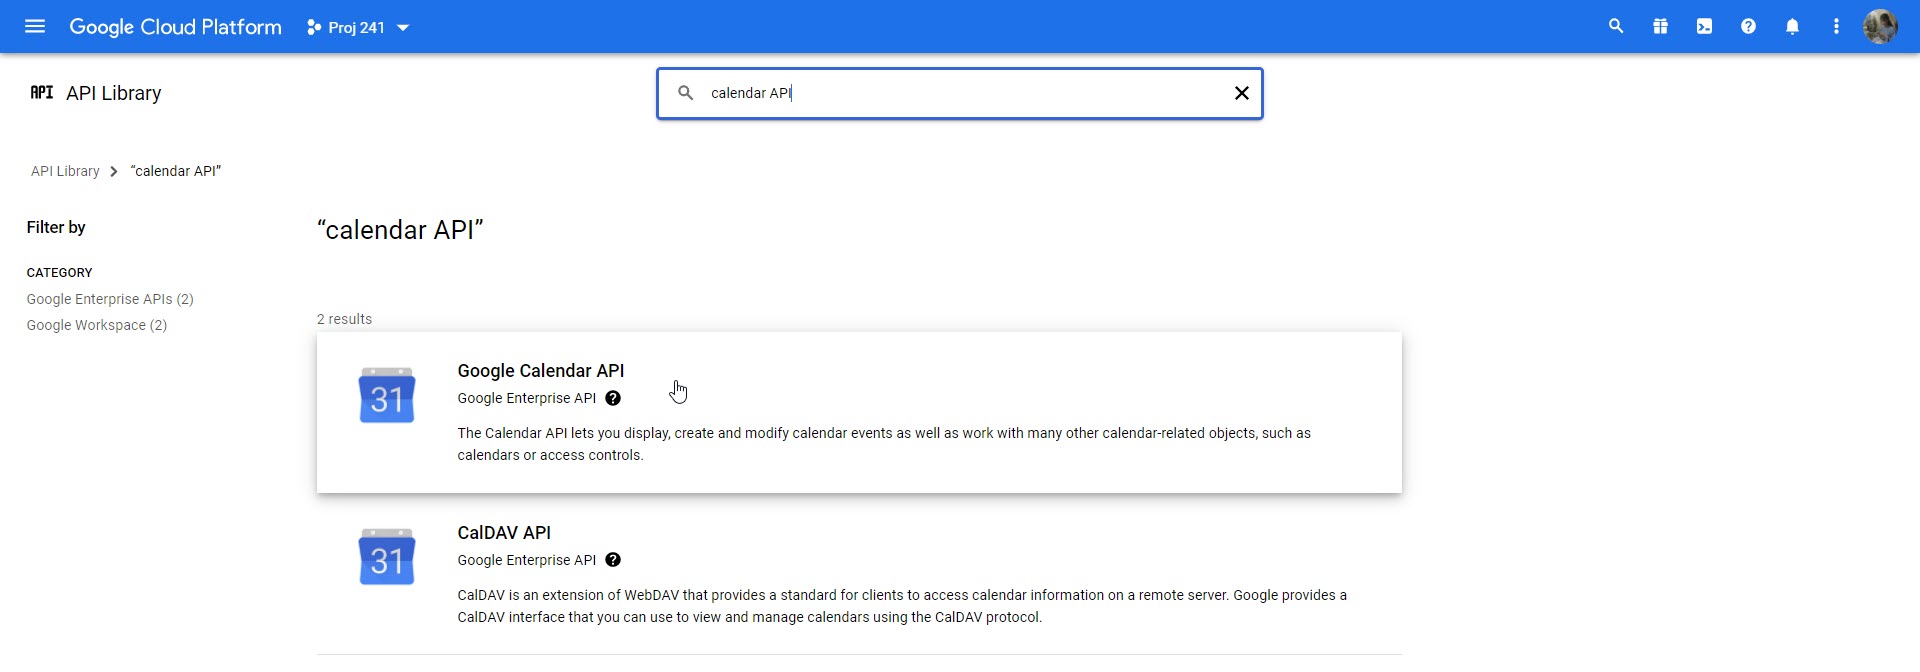 Google Cloud Platform
Proj 241
API API Library
calendar API
API Library > “calendar API”
Filter by
CATEGORY
Google Enterprise APIs (2)
Google Workspace (2)
“calendar API”
2 results
31
Google Calendar API
Google Enterprise API
The Calendar API lets you display, create and modify calendar events as well as work with many other calendar-related objects, such as
calendars or access controls.
31
CalDAV API
Google Enterprise API
CalDAV is an extension of WebDAV that provides a standard for clients to access calendar information on a remote server. Google provides a
CalDAV interface that you can use to view and manage calendars using the CalDAV protocol.